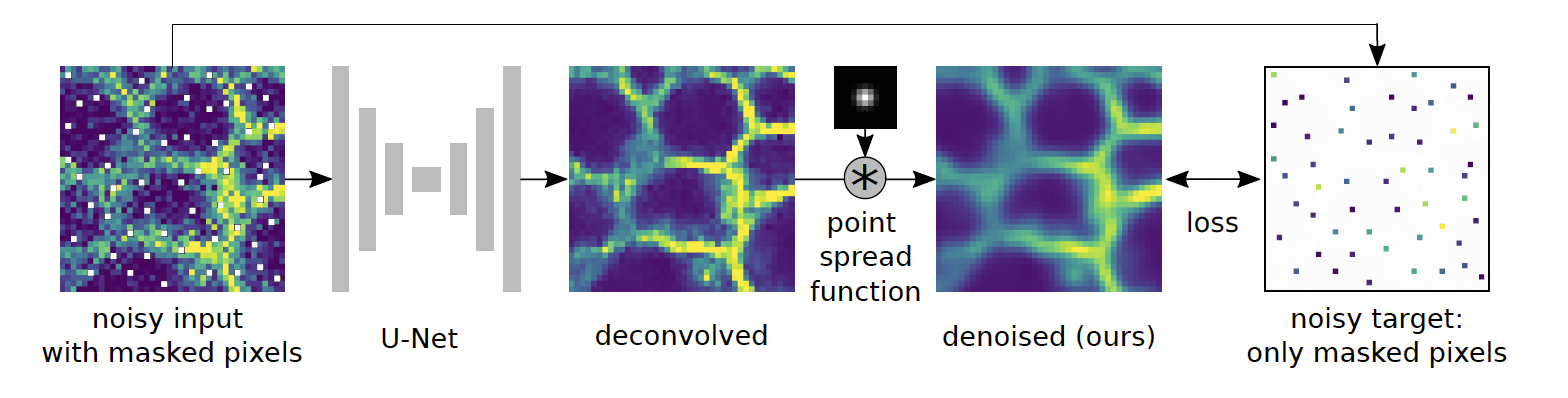 noisy input
with masked pixels
U-Net
deconvolved
*
point
spread
function
denoised (ours)
loss
noisy target:
only masked pixels